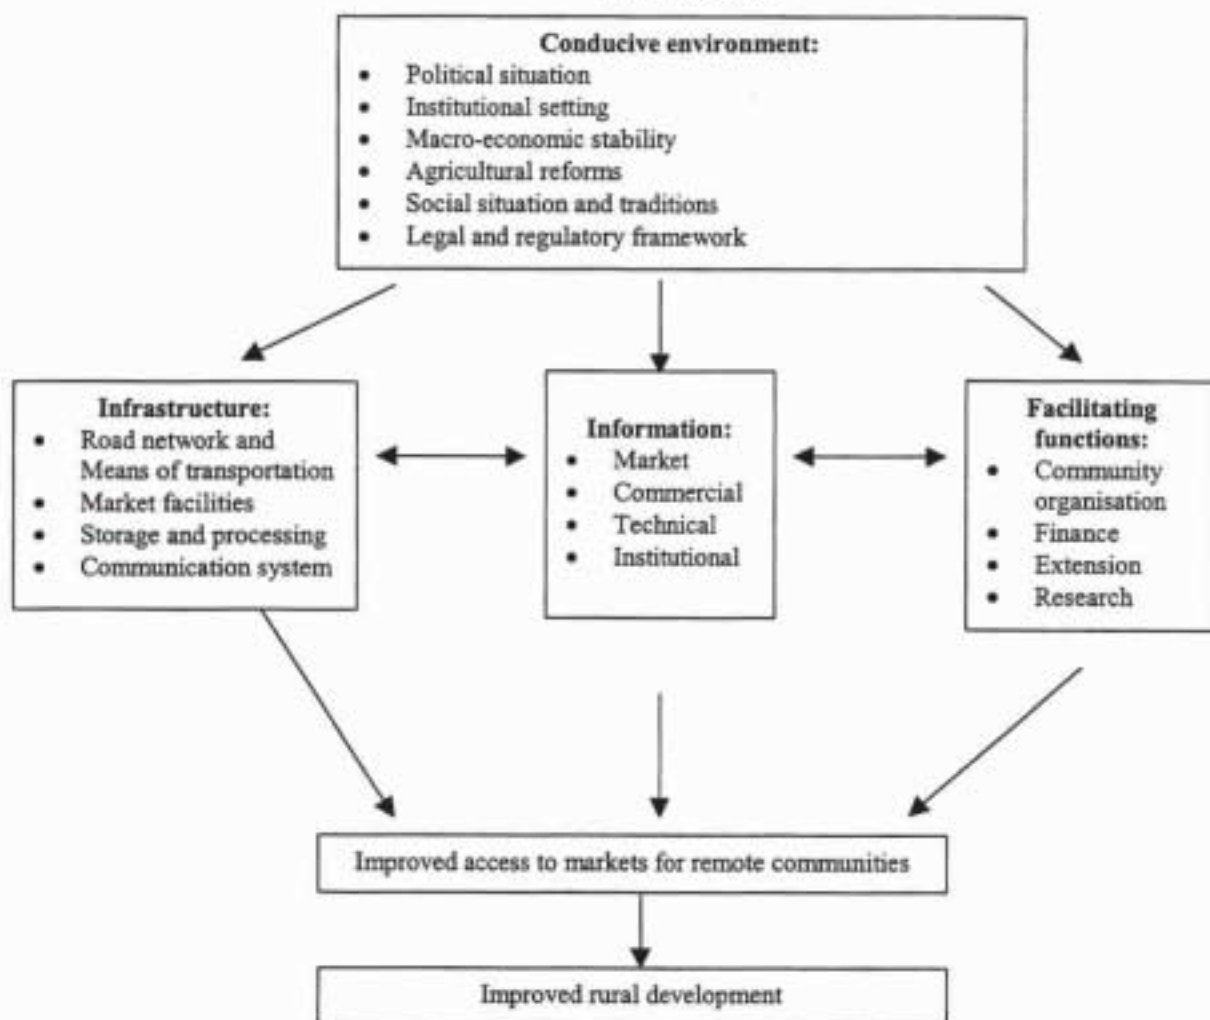 Conducive environment:
• Political situation
• Institutional setting
• Macro-economic stability
• Agricultural reforms
• Social situation and traditions
• Legal and regulatory framework
Infrastructure:
• Road network and
Means of transportation
• Market facilities
• Storage and processing
• Communication system
Information:
• Market
• Commercial
• Technical
• Institutional
Facilitating
functions:
• Community
organisation
• Finance
• Extension
• Research
Improved access to markets for remote communities
Improved rural development